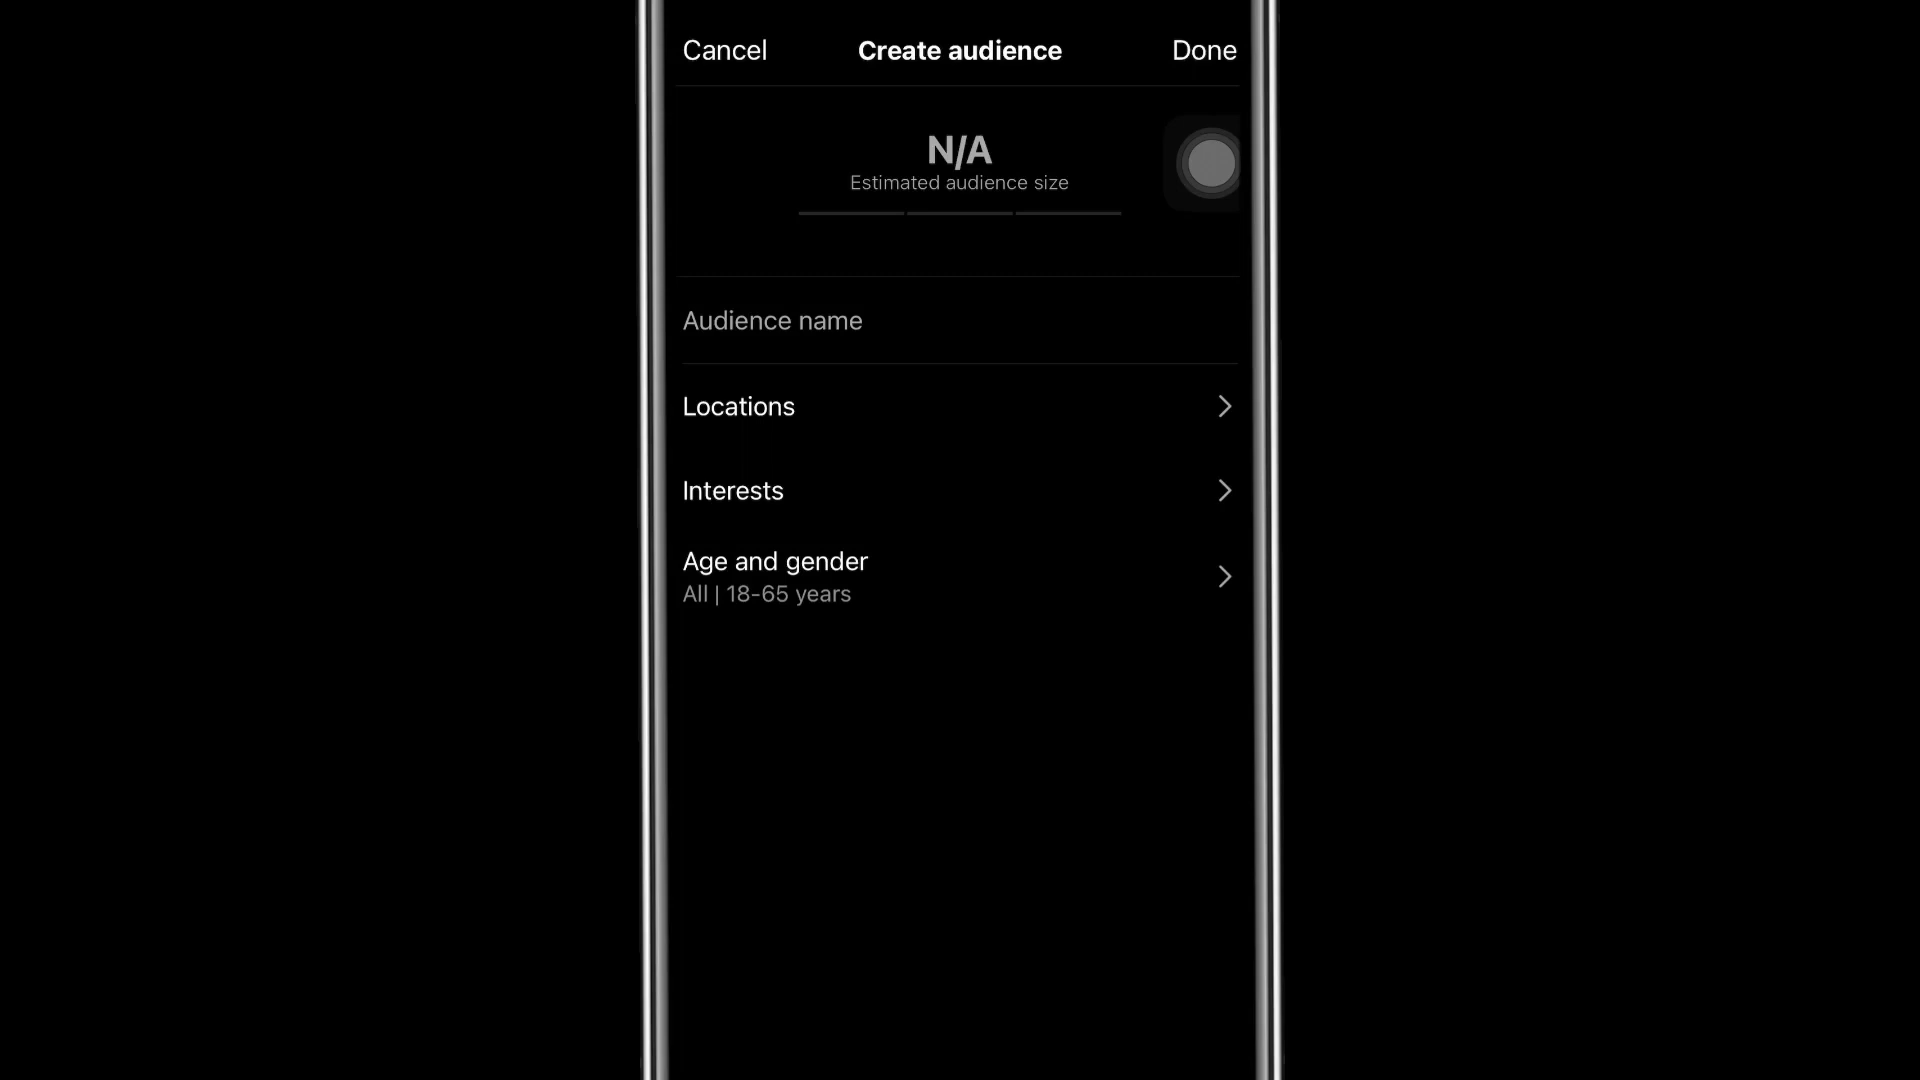 Cancel Create audience Done
N/A
Estimated audience size
Audience name
Locations
Interests
Age and gender
All | 18-65 years